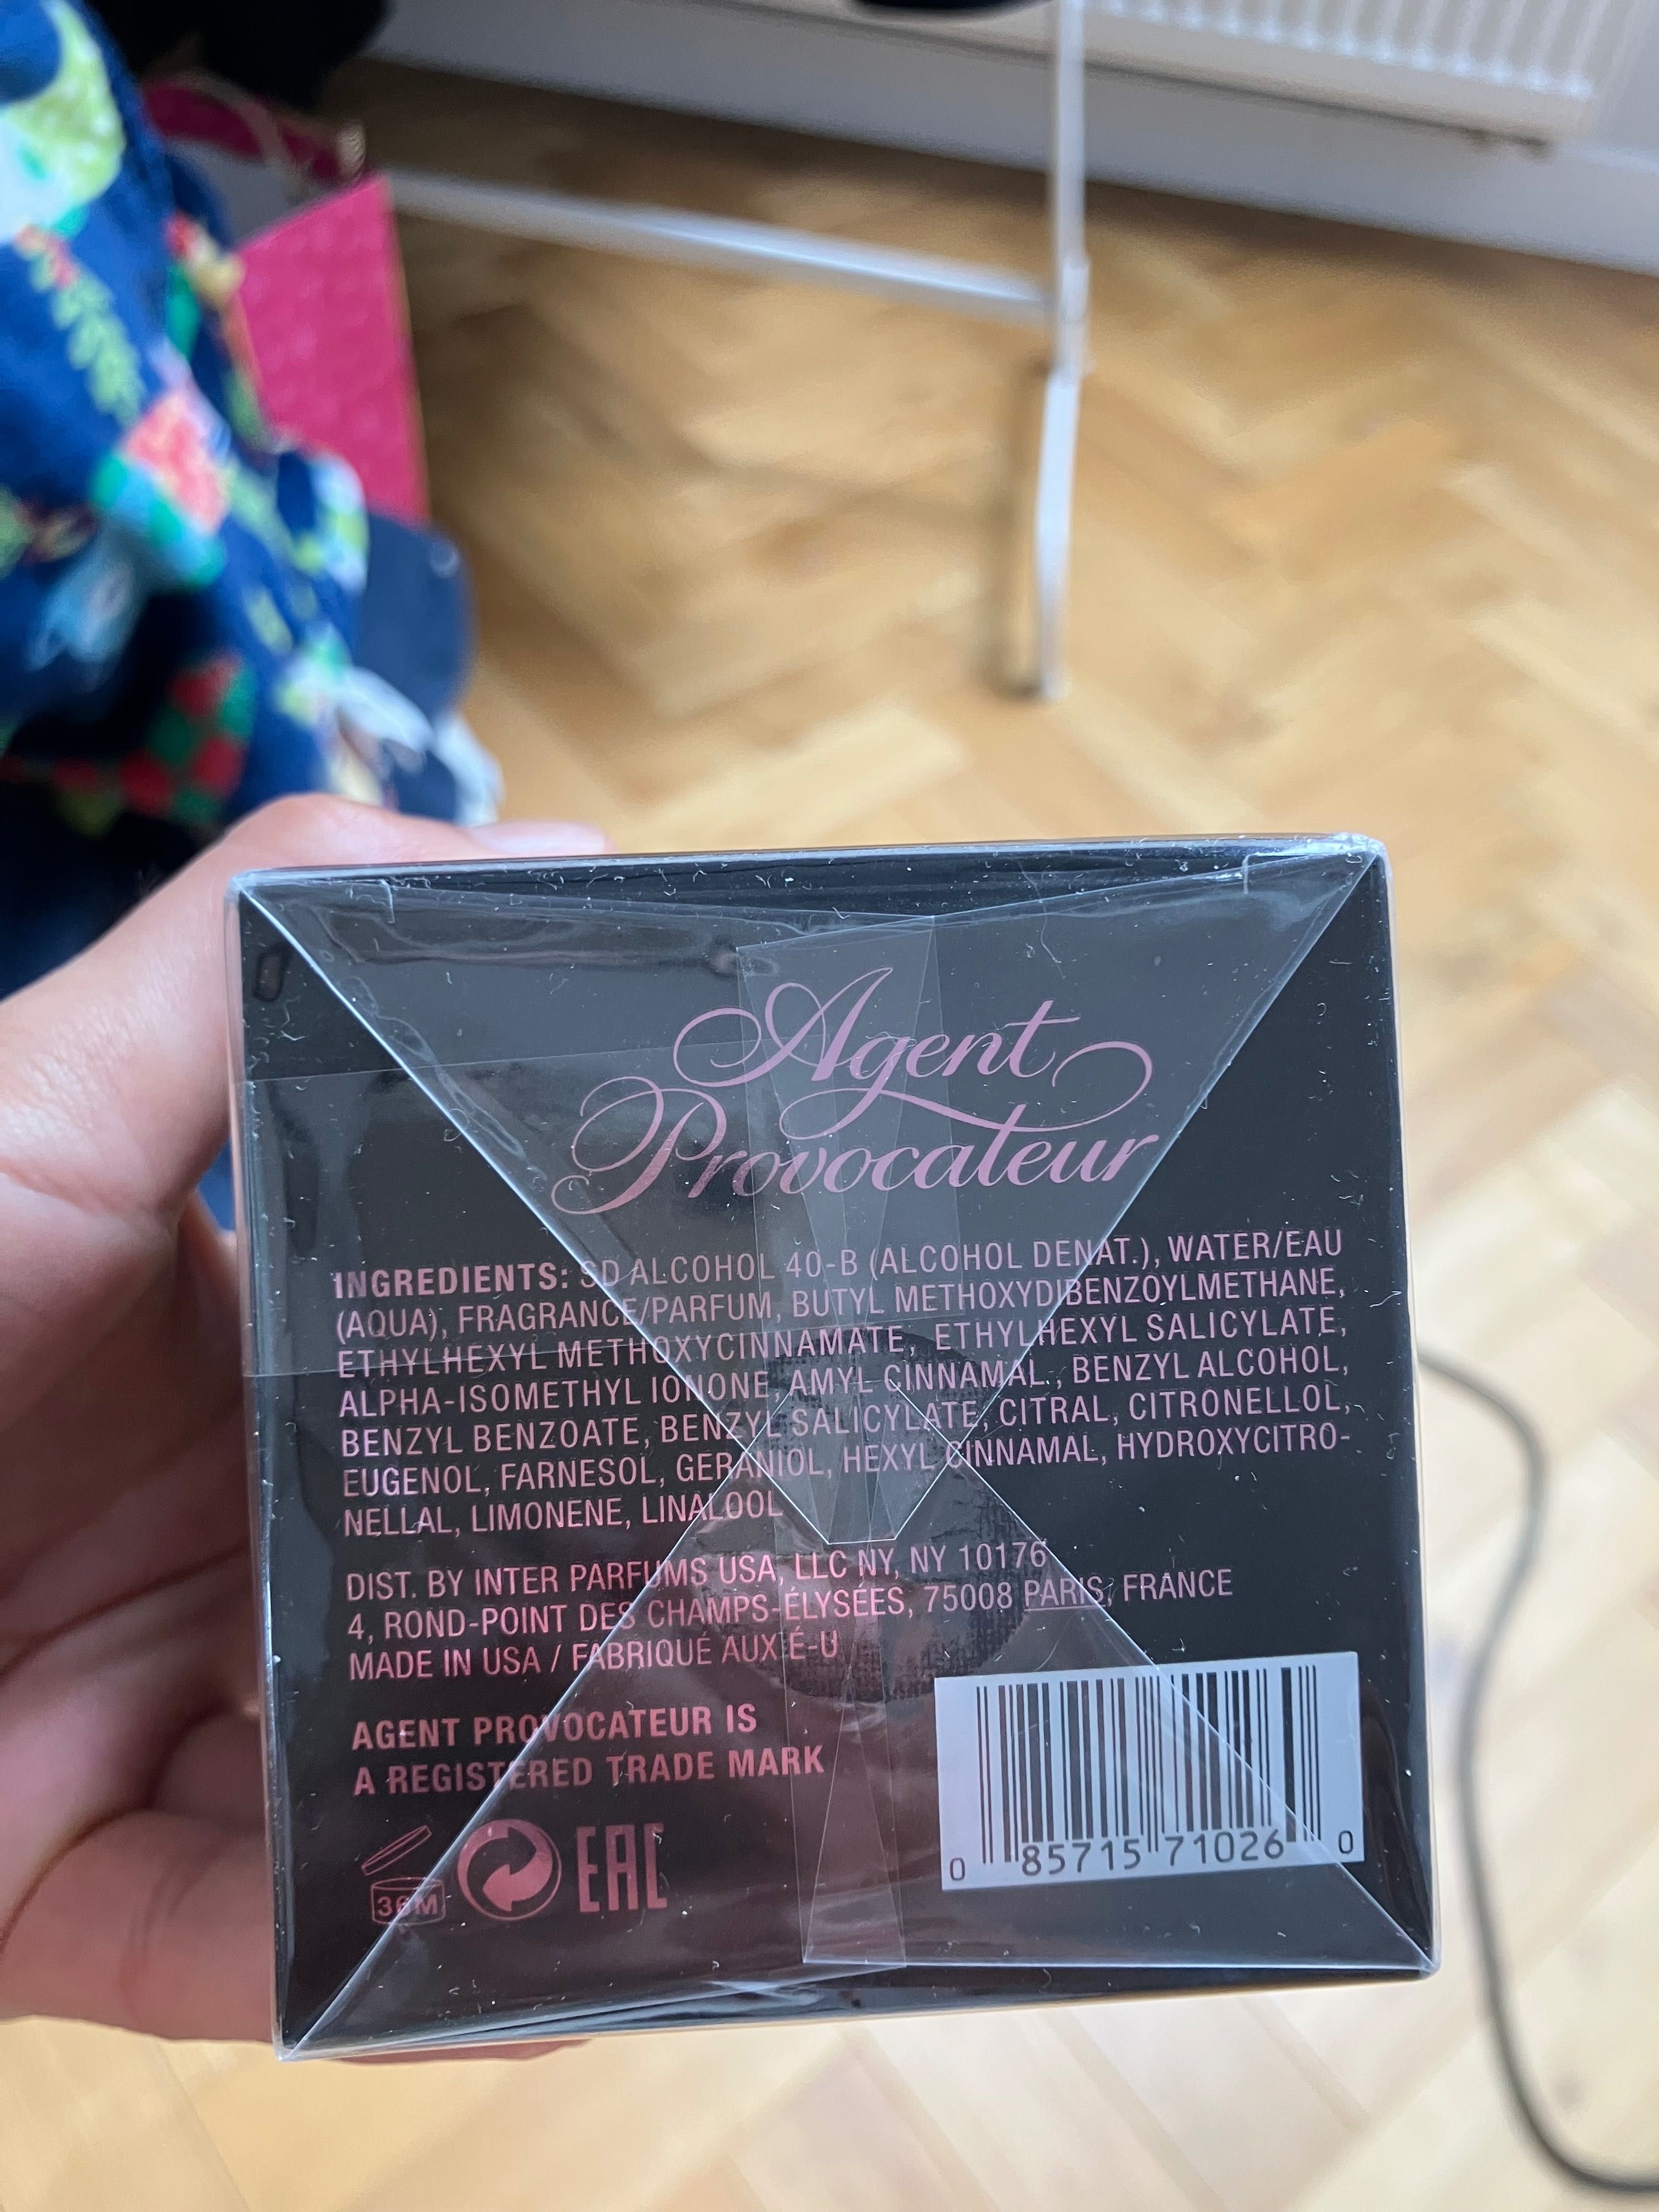 Agent
Provocateur
INGREDIENTS: SD ALCOHOL 40-B (ALCOHOL DENAT.), WATER/EAU
(AQUA), FRAGRANCE/PARFUM, BUTYL METHOXYDIBENZOYLMETHANE,
ETHYLHEXYL METHOXYCINNAMATE, ETHYLHEXYL SALICYLATE,
ALPHA-ISOMETHYL IONONE, AMYL CINNAMAL, BENZYL ALCOHOL,
BENZYL BENZOATE, BENZYL SALICYLATE, CITRAL, CITRONELLOL,
EUGENOL, FARNESOL, GERANIOL, HEXYL CINNAMAL, HYDROXYCITRO-
NELLAL, LIMONENE, LINALOOL
DIST. BY INTER PARFUMS USA, LLC NY, NY 10176
4, ROND-POINT DES CHAMPS-ÉLYSÉES, 75008 PARIS, FRANCE
MADE IN USA / FABRIQUÉ AUX É-U
AGENT PROVOCATEUR IS
A REGISTERED TRADE MARK
36M
EAC
0 85715 71026 0